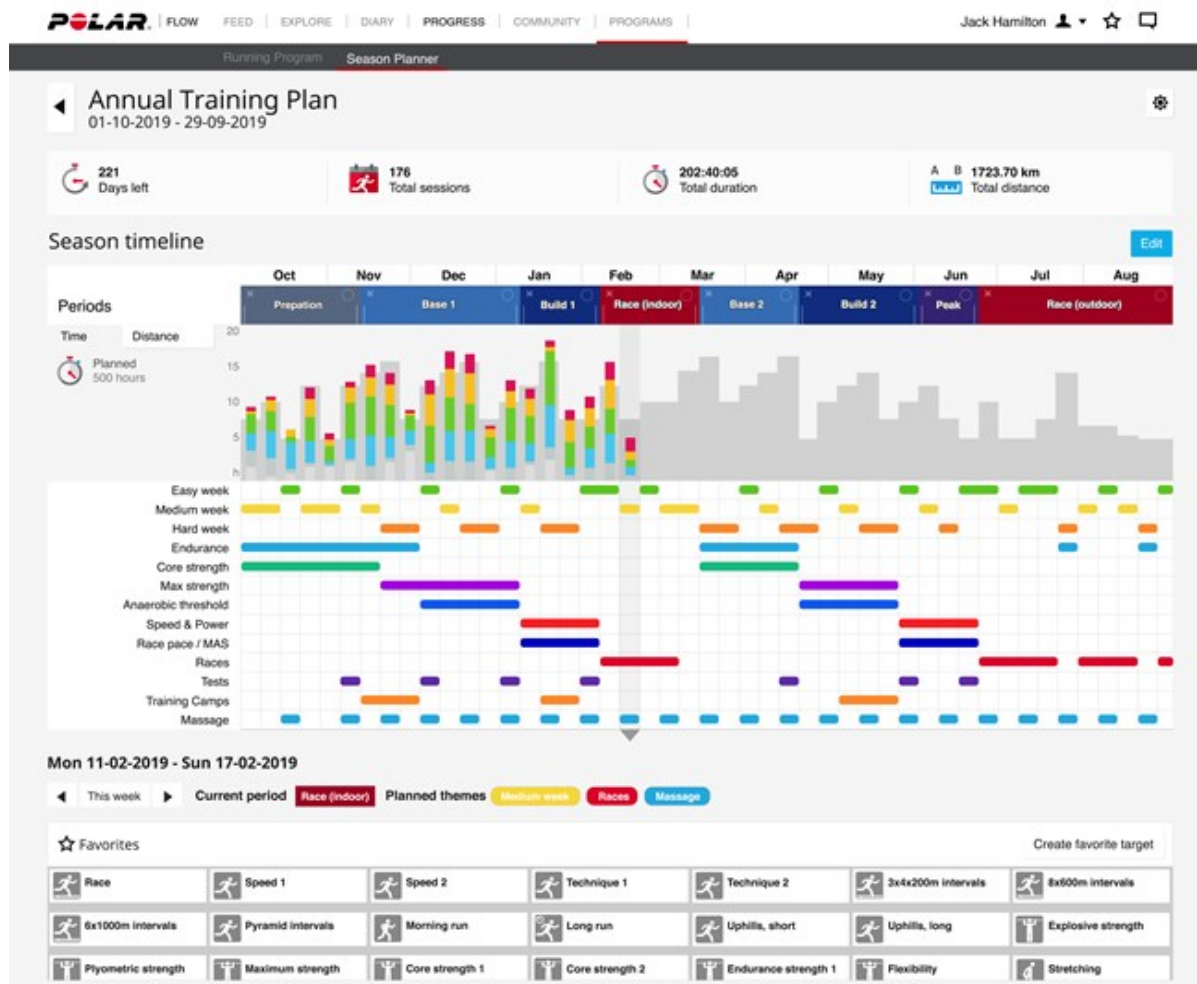 POLAR. FLOW FEED EXPLORE DIARY PROGRESS COMMUNITY PROGRAMS Jack Hamilton
Running Program Season Planner
Annual Training Plan
01-10-2019 - 29-09-2019
221
Days left
176
Total sessions
202:40:05
Total duration
A B 1723.70 km
Total distance
Season timeline Edit
Oct Nov Dec Jan Feb Mar Apr May Jun Jul Aug
Periods Prepation Base 1 Build 1 Race (indoor) Base 2 Build 2 Peak Race (outdoor)
Time Distance
Planned
500 hours
20
15
10
5
h
Easy week
Medium week
Hard week
Endurance
Core strength
Max strength
Anaerobic threshold
Speed & Power
Race pace / MAS
Races
Tests
Training Camps
Massage
Mon 11-02-2019 - Sun 17-02-2019
This week Current period Race (indoor) Planned themes Medium week Races Massage
Favorites Create favorite target
Race Speed 1 Speed 2 Technique 1 Technique 2 3x4x200m intervals 8x600m intervals
6x1000m intervals Pyramid intervals Morning run Long run Uphills, short Uphills, long Explosive strength
Plyometric strength Maximum strength Core strength 1 Core strength 2 Endurance strength 1 Flexibility Stretching